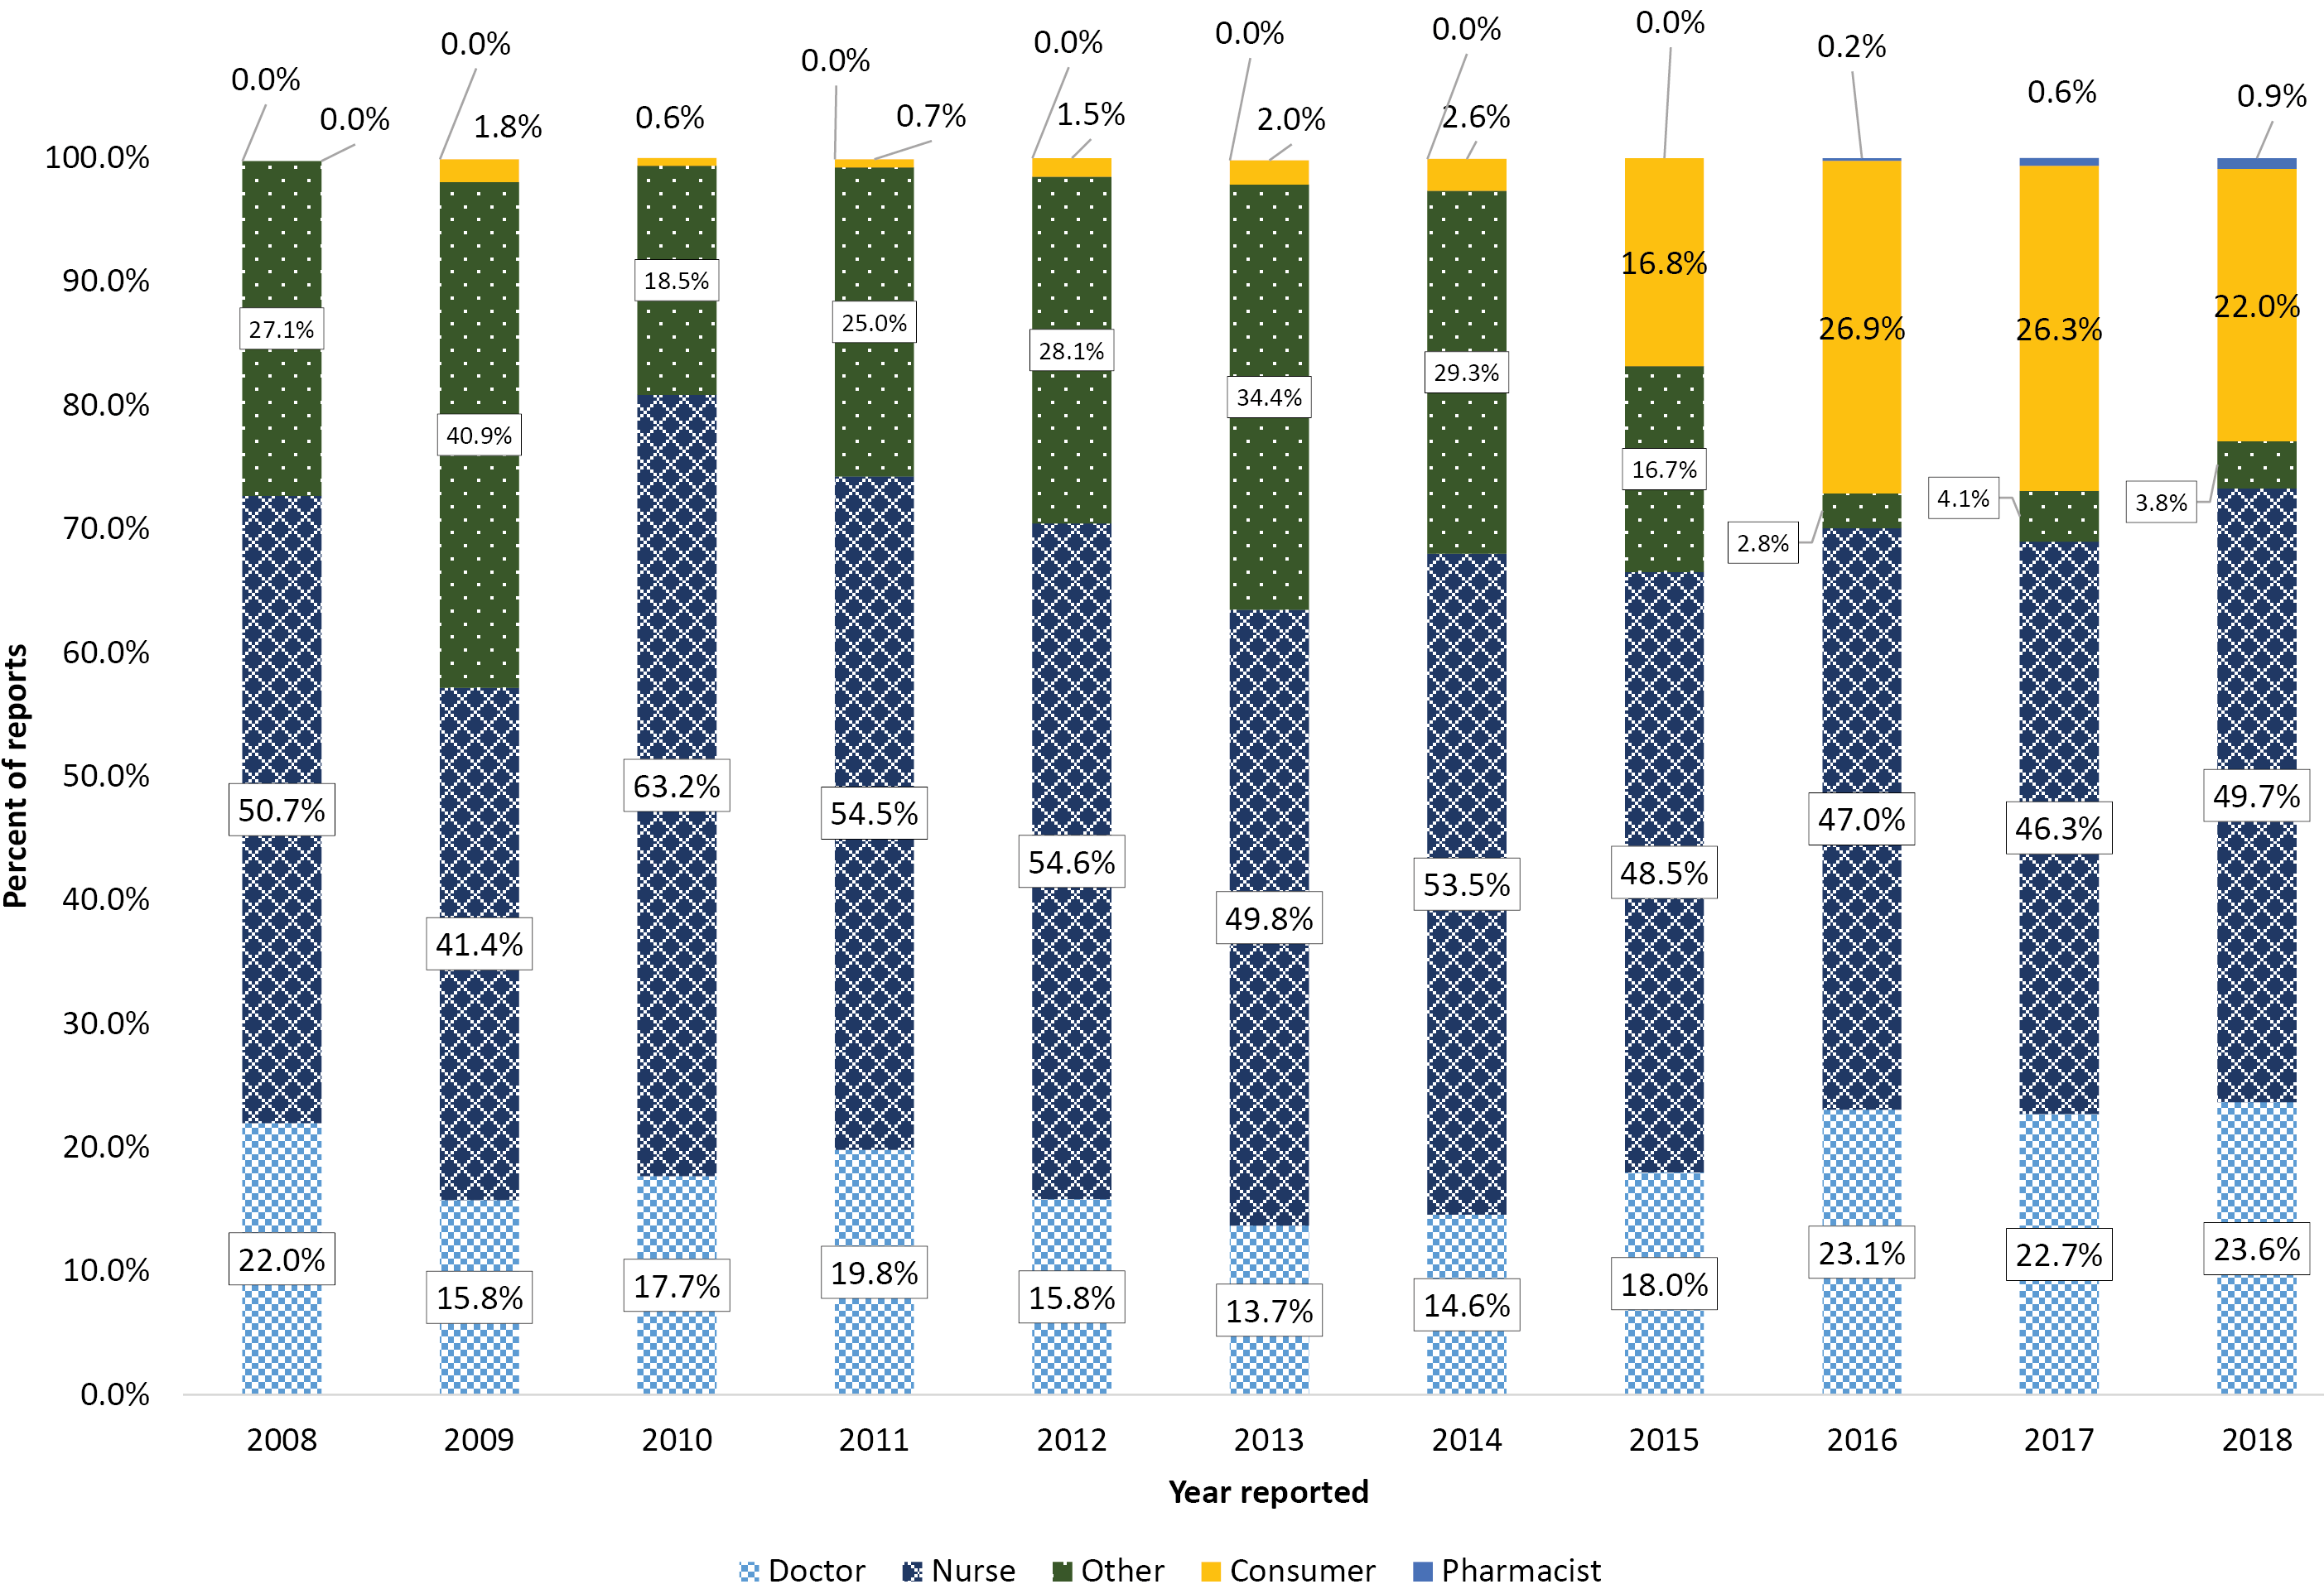 0.0% 0.0% 0.0% 0.0% 0.0% 0.0% 0.0% 0.2% 0.6% 0.9%
0.0% 1.8% 0.6% 0.7% 1.5% 2.0% 2.6%
100.0%
90.0%
80.0%
70.0%
60.0%
50.0%
40.0%
30.0%
20.0%
10.0%
0.0%
Percent of reports
16.8% 26.9% 26.3% 22.0%
27.1% 40.9% 18.5% 25.0% 28.1% 34.4% 29.3% 16.7% 2.8% 4.1% 3.8%
50.7% 41.4% 63.2% 54.5% 54.6% 49.8% 53.5% 48.5% 47.0% 46.3% 49.7%
22.0% 15.8% 17.7% 19.8% 15.8% 13.7% 14.6% 18.0% 23.1% 22.7% 23.6%
2008 2009 2010 2011 2012 2013 2014 2015 2016 2017 2018
Year reported
Doctor Nurse Other Consumer Pharmacist